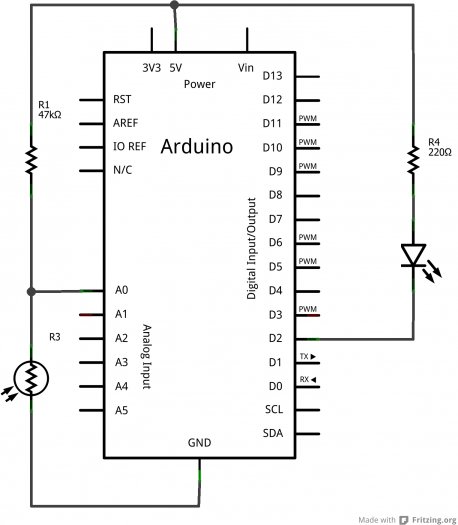 3V3 5V Vin
Power
R1
47kΩ
RST
AREF
IO REF
N/C
Arduino
D13
D12
D11 PWM
D10 PWM
D9 PWM
D8
D7
D6 PWM
D5 PWM
D4
D3 PWM
D2
D1 TX ▶
D0 RX ◀
SCL
SDA
Digital Input/Output
R4
220Ω
A0
A1
A2
A3
A4
A5
Analog Input
R3
GND
Made with Fritzing.org